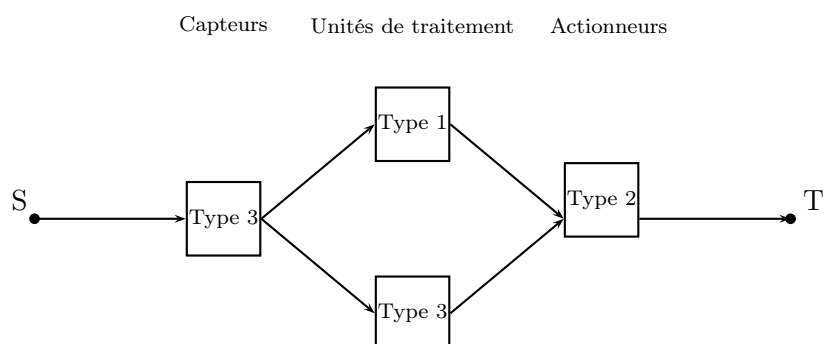 Capteurs Unités de traitement Actionneurs
Type 1
S Type 3 Type 2 T
Type 3